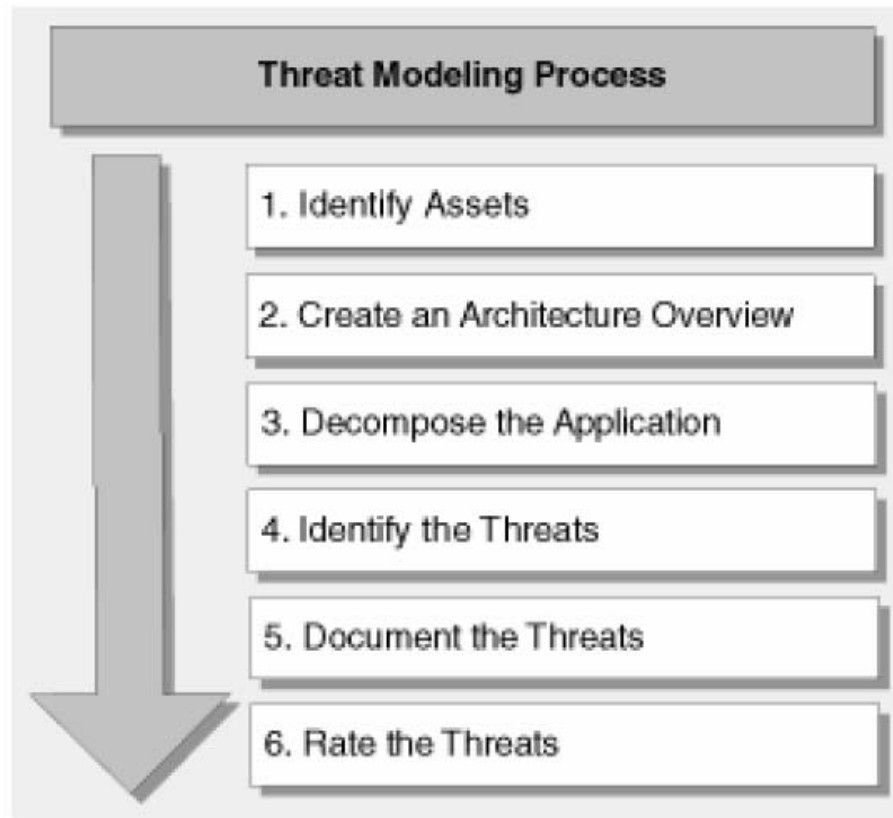 Threat Modeling Process
1. Identify Assets
2. Create an Architecture Overview
3. Decompose the Application
4. Identify the Threats
5. Document the Threats
6. Rate the Threats